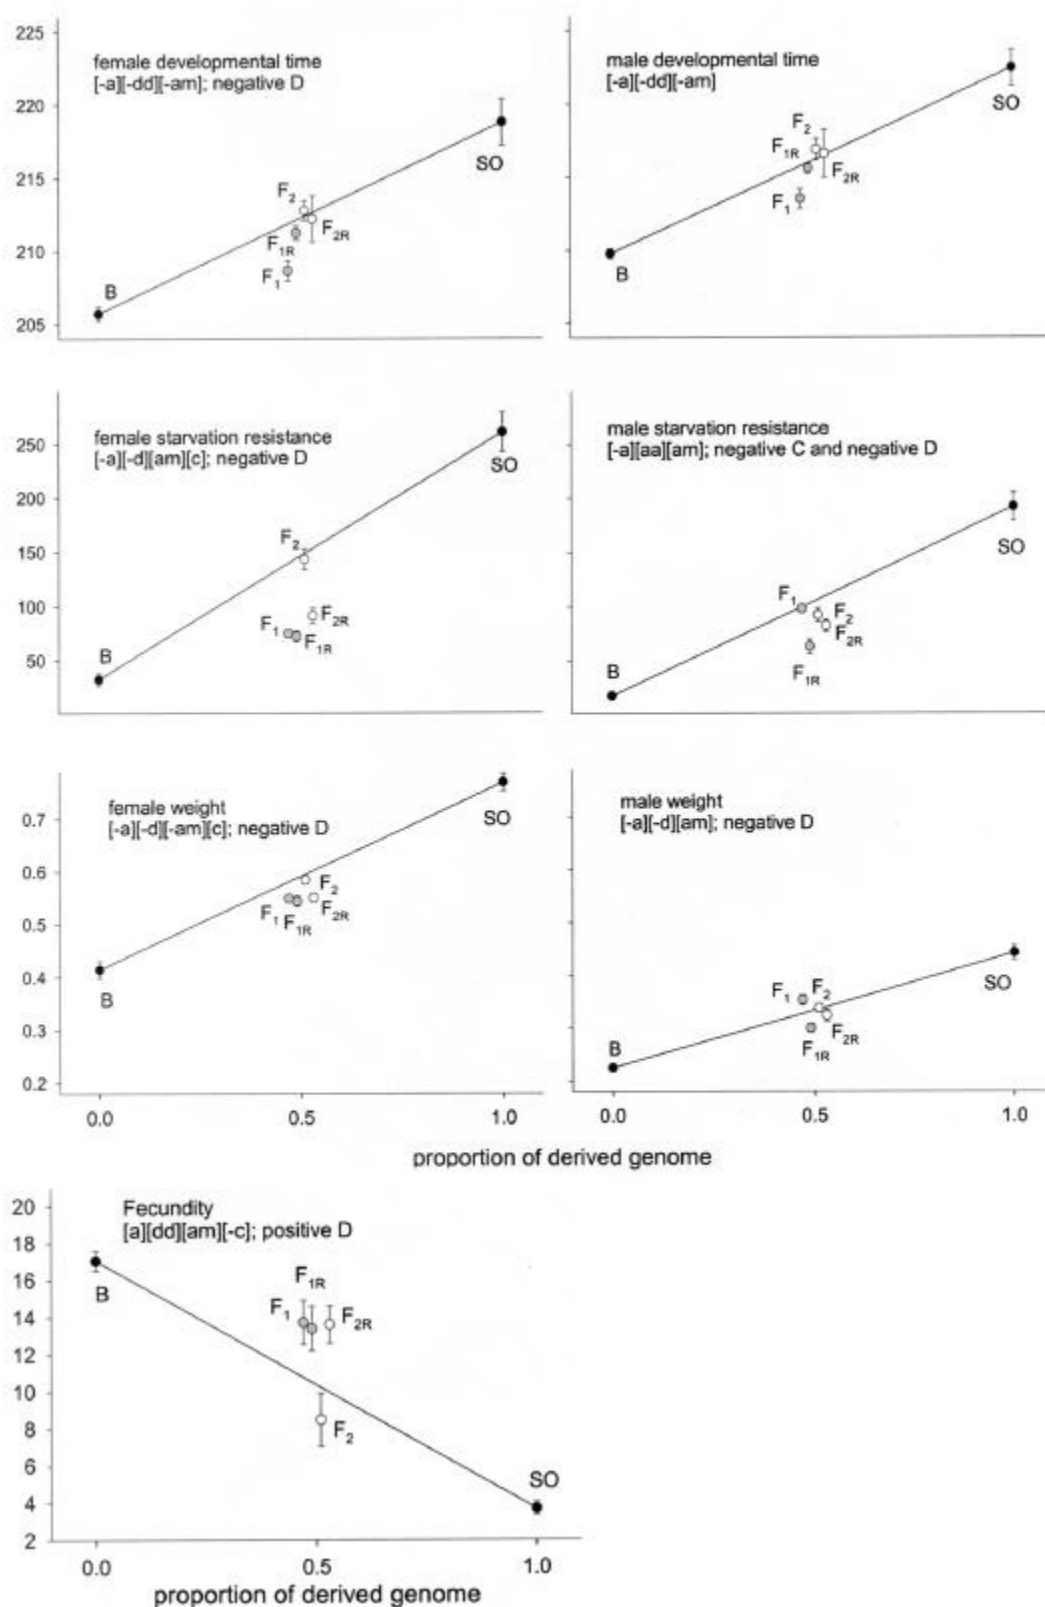 225
220
215
210
205
female developmental time
[-a][-dd][-am]; negative D
B
F2
F1R
F2R
F1
SO
male developmental time
[-a][-dd][-am]
B
F2
F1R
F2R
F1
SO
250
200
150
100
50
female starvation resistance
[-a][-d][am][c]; negative D
B
F2
F1
F2R
F1R
SO
male starvation resistance
[-a][aa][am]; negative C and negative D
B
F1
F2
F2R
F1R
SO
0.7
0.6
0.5
0.4
0.3
0.2
female weight
[-a][-d][-am][c]; negative D
B
F2
F1
F1R
F2R
SO
0.0
0.5
1.0
male weight
[-a][-d][am]; negative D
B
F1
F2
F2R
F1R
SO
0.0
0.5
1.0
proportion of derived genome
20
18
16
14
12
10
8
6
4
2
Fecundity
[a][dd][am][-c]; positive D
B
F1R
F1
F2R
F2
SO
0.0
0.5
1.0
proportion of derived genome